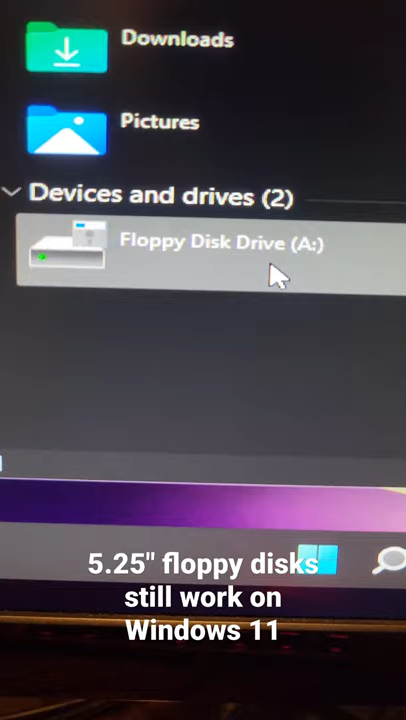 Downloads
Pictures
Devices and drives (2)
Floppy Disk Drive (A:)
5.25" floppy disks
still work on
Windows 11